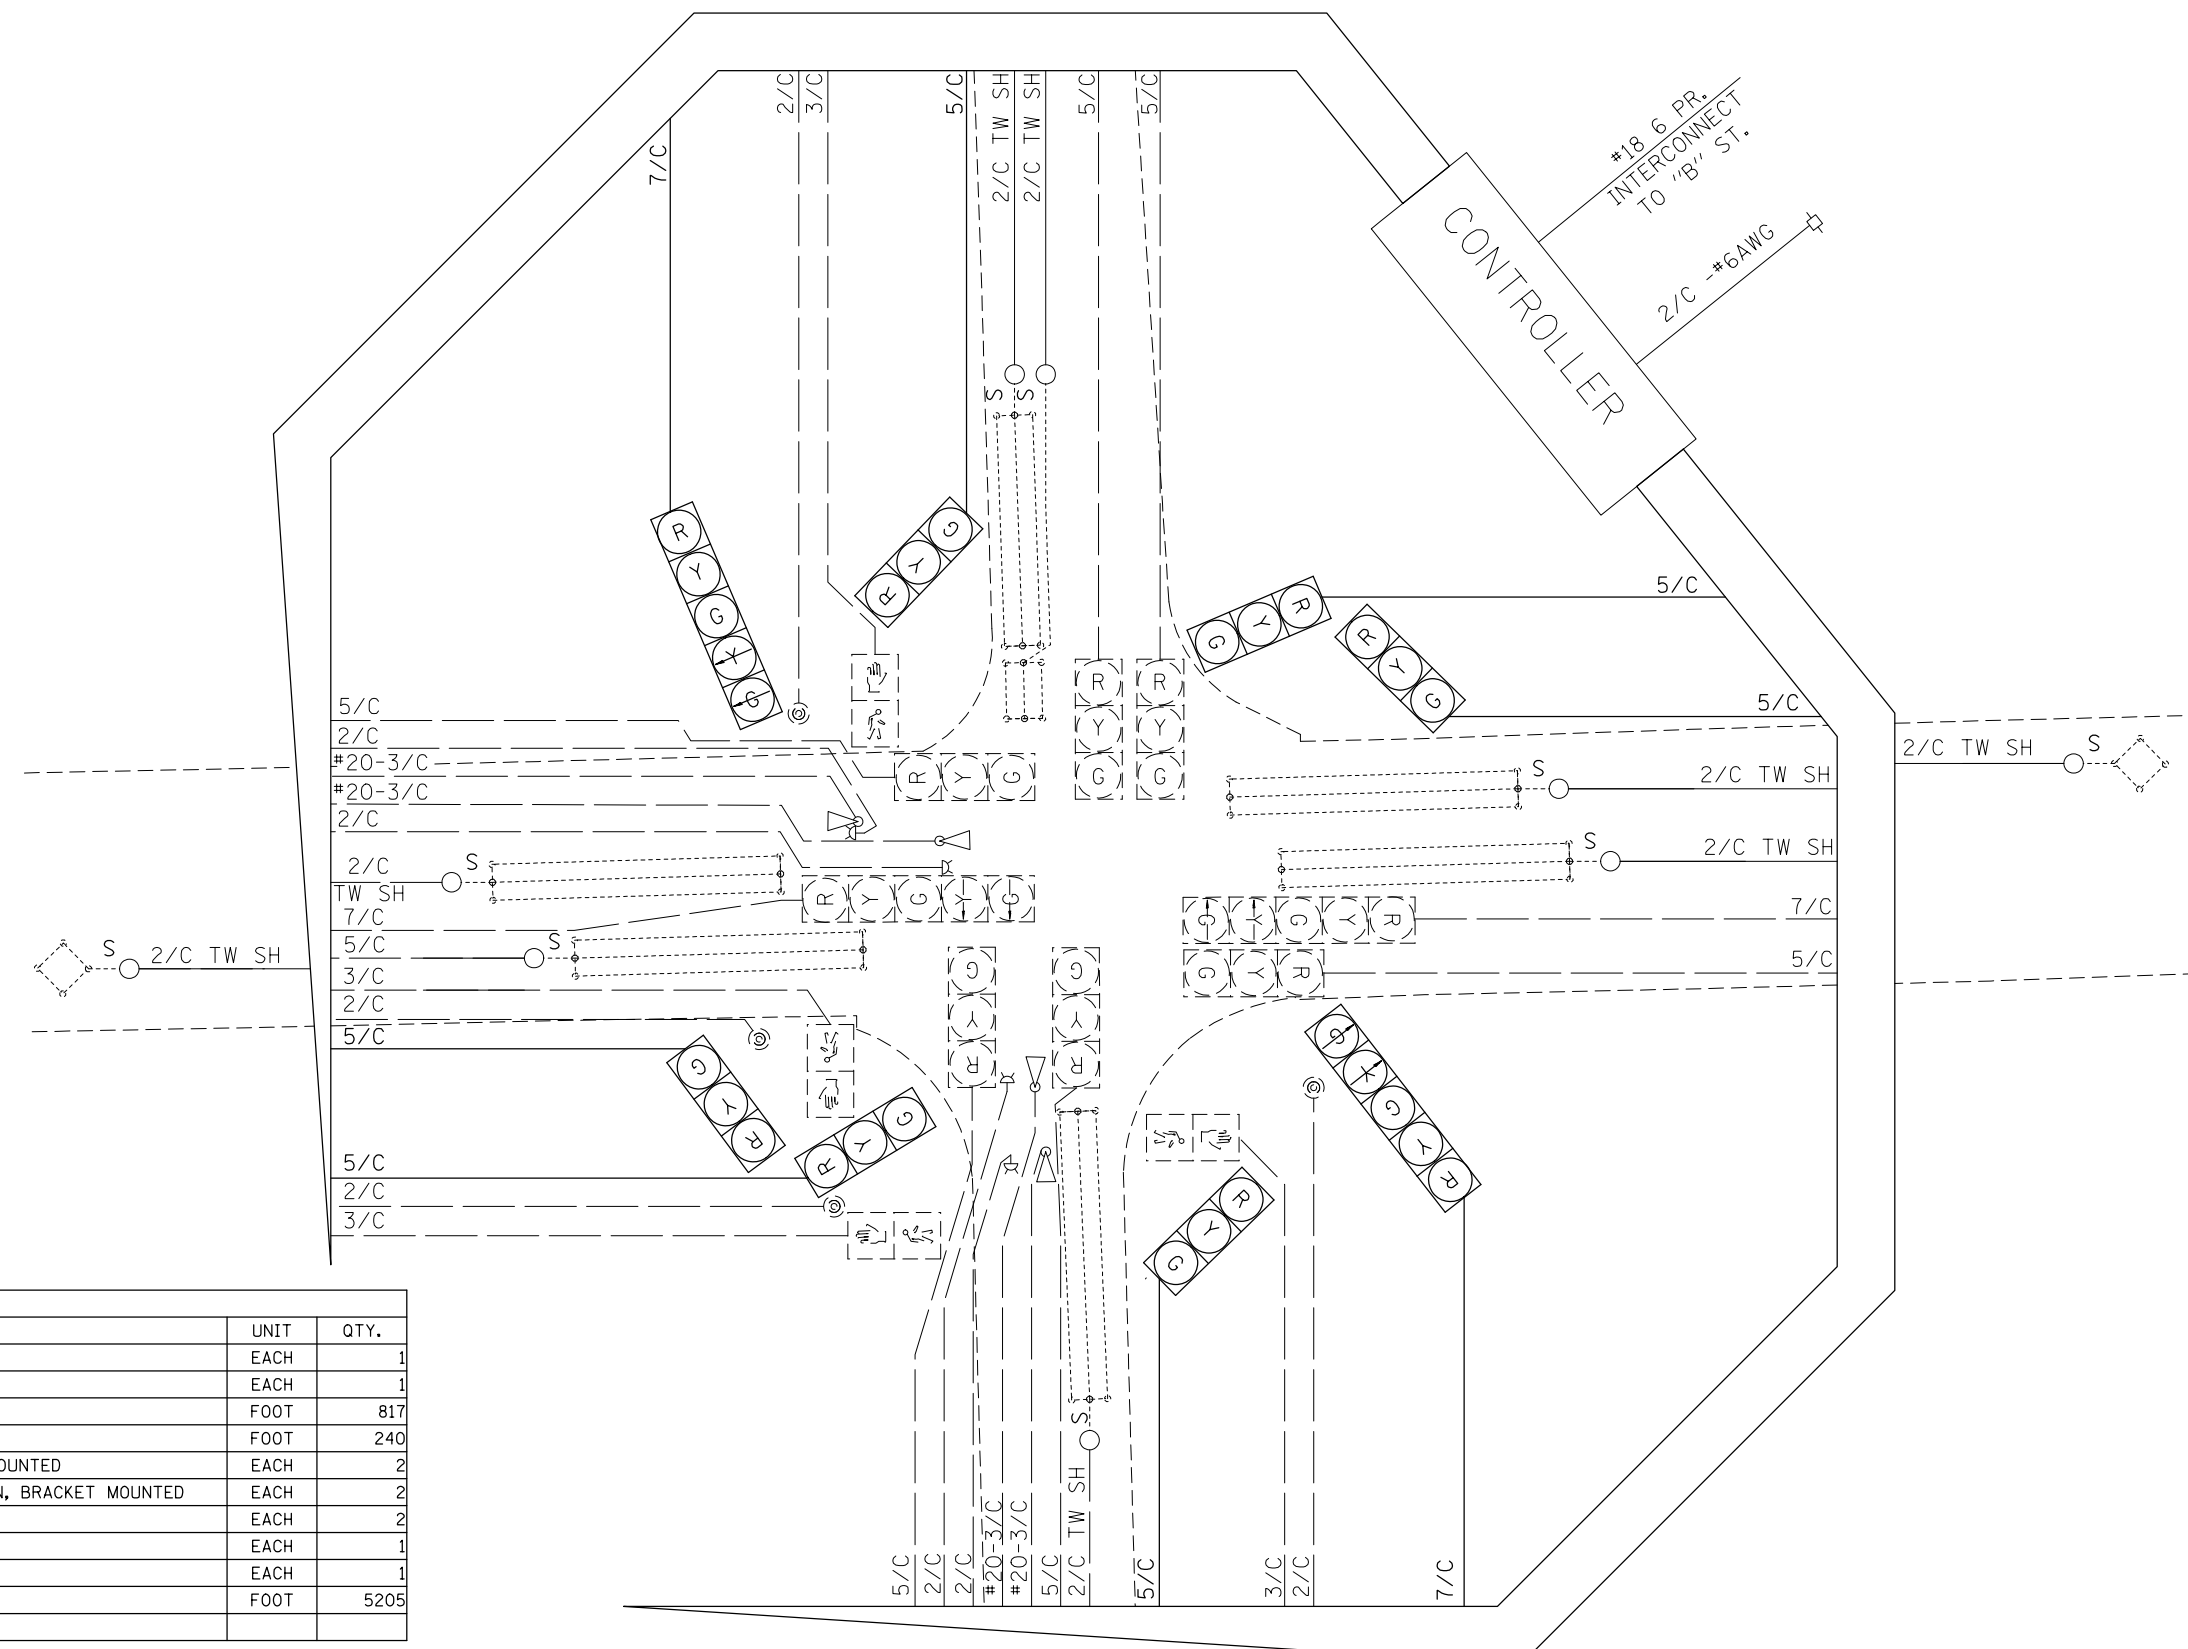 2/C
3/C
5/C
2/C TW SH
2/C TW SH
5/C
5/C
7/C
#18 6 PR.
INTERCONNECT
TO "B" ST.
2/C -#6AWG
CONTROLLER
S
S
R
Y
G
Y
G
R Y G
R Y G
R Y G
5/C
5/C
R
Y
G
R
Y
G
5/C
2/C
#20-3/C
#20-3/C
2/C
2/C
TW SH
7/C
5/C
3/C
2/C
5/C
5/C
2/C
3/C
R Y G
S
S
R Y G Y G
S
2/C TW SH
S
2/C TW SH
S
2/C TW SH
2/C TW SH
S
G Y G Y R
7/C
G Y R
5/C
G
Y
R
G
Y
R
G
Y
R
R Y G
G
Y
G
Y
R
R
Y
G
S
5/C
2/C
2/C
#20-3/C
#20-3/C
5/C
2/C TW SH
5/C
3/C
2/C
7/C
UNIT QTY.
EACH 1
EACH 1
FOOT 817
FOOT 240
EACH 2
BRACKET MOUNTED EACH 2
EACH 2
EACH 1
EACH 1
FOOT 5205